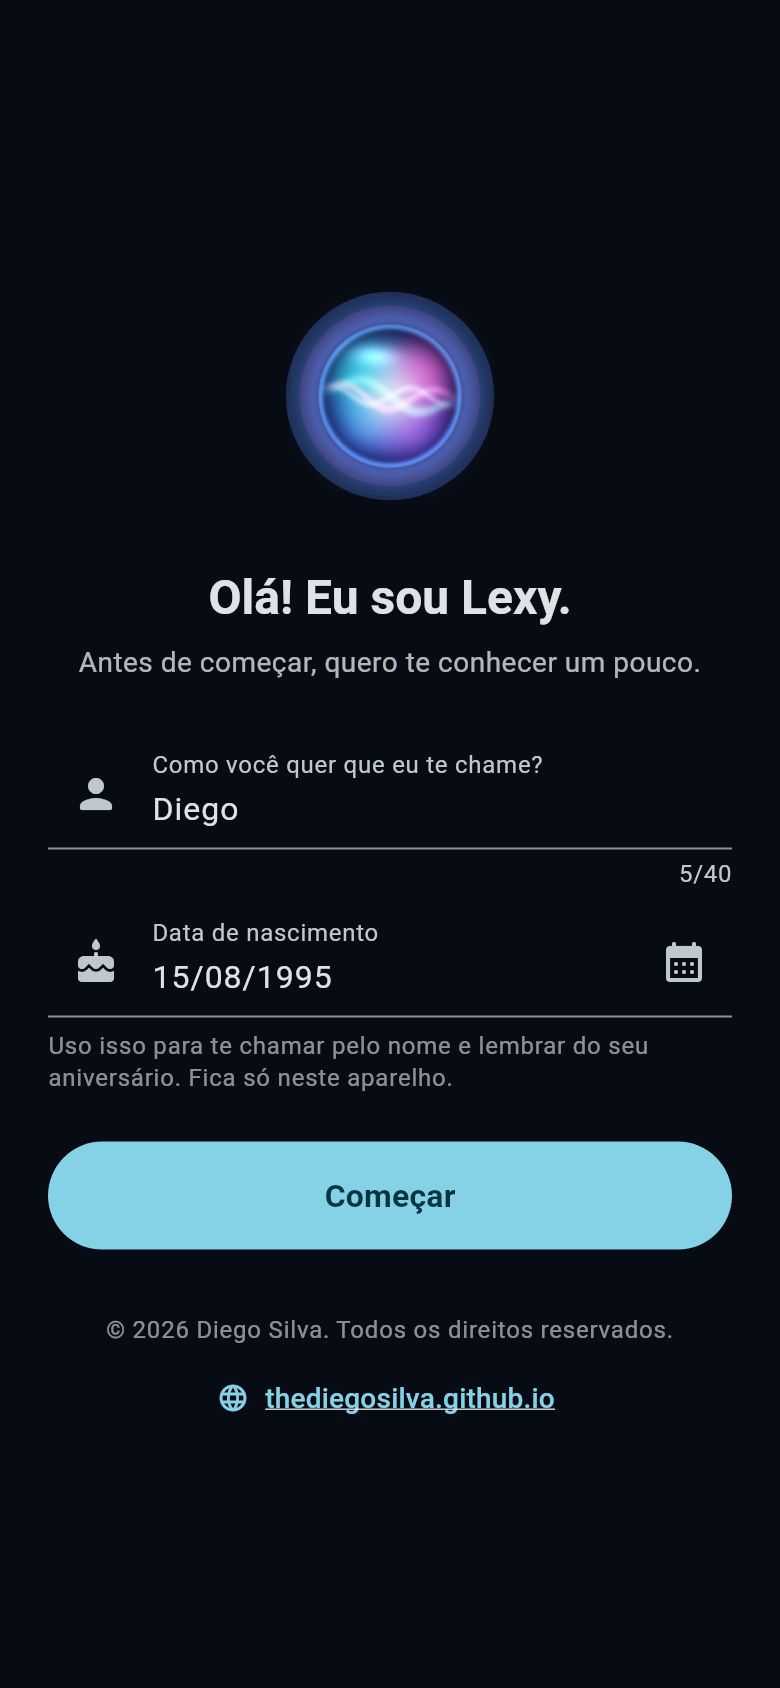 Olá! Eu sou Lexy.
Antes de começar, quero te conhecer um pouco.
Como você quer que eu te chame?
Diego
5/40
Data de nascimento
15/08/1995
Uso isso para te chamar pelo nome e lembrar do seu
aniversário. Fica só neste aparelho.
Começar
© 2026 Diego Silva. Todos os direitos reservados.
thediegosilva.github.io